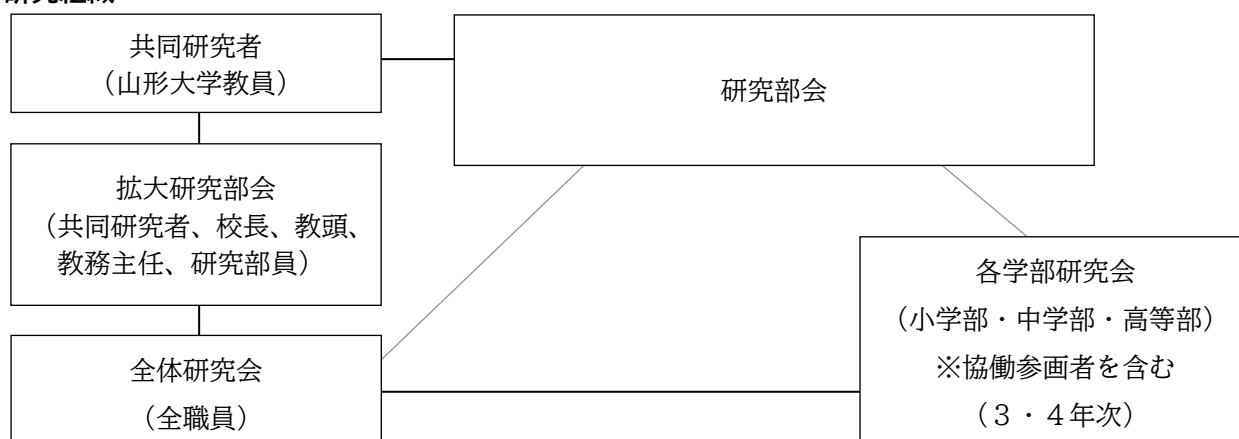 共同研究者
(山形大学教員)
研究部会
拡大研究部会
(共同研究者、校長、教頭、
教務主任、研究部員)
全体研究会
(全職員)
各学部研究会
(小学部・中学部・高等部)
※協働参画者を含む
(3・4年次)